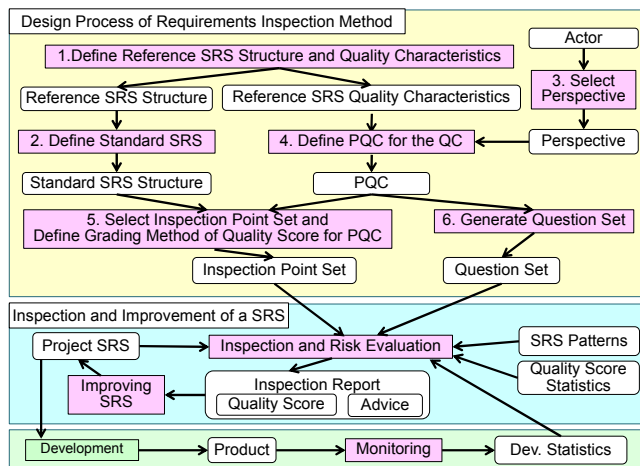 Design Process of Requirements Inspection Method
1.Define Reference SRS Structure and Quality Characteristics
Actor
3. Select
Perspective
Reference SRS Structure
Reference SRS Quality Characteristics
2. Define Standard SRS
4. Define PQC for the QC
Perspective
Standard SRS Structure
PQC
5. Select Inspection Point Set and
Define Grading Method of Quality Score for PQC
6. Generate Question Set
Inspection Point Set
Question Set
Inspection and Improvement of a SRS
Project SRS
Inspection and Risk Evaluation
SRS Patterns
Quality Score
Statistics
Improving
SRS
Inspection Report
Quality Score
Advice
Development
Product
Monitoring
Dev. Statistics